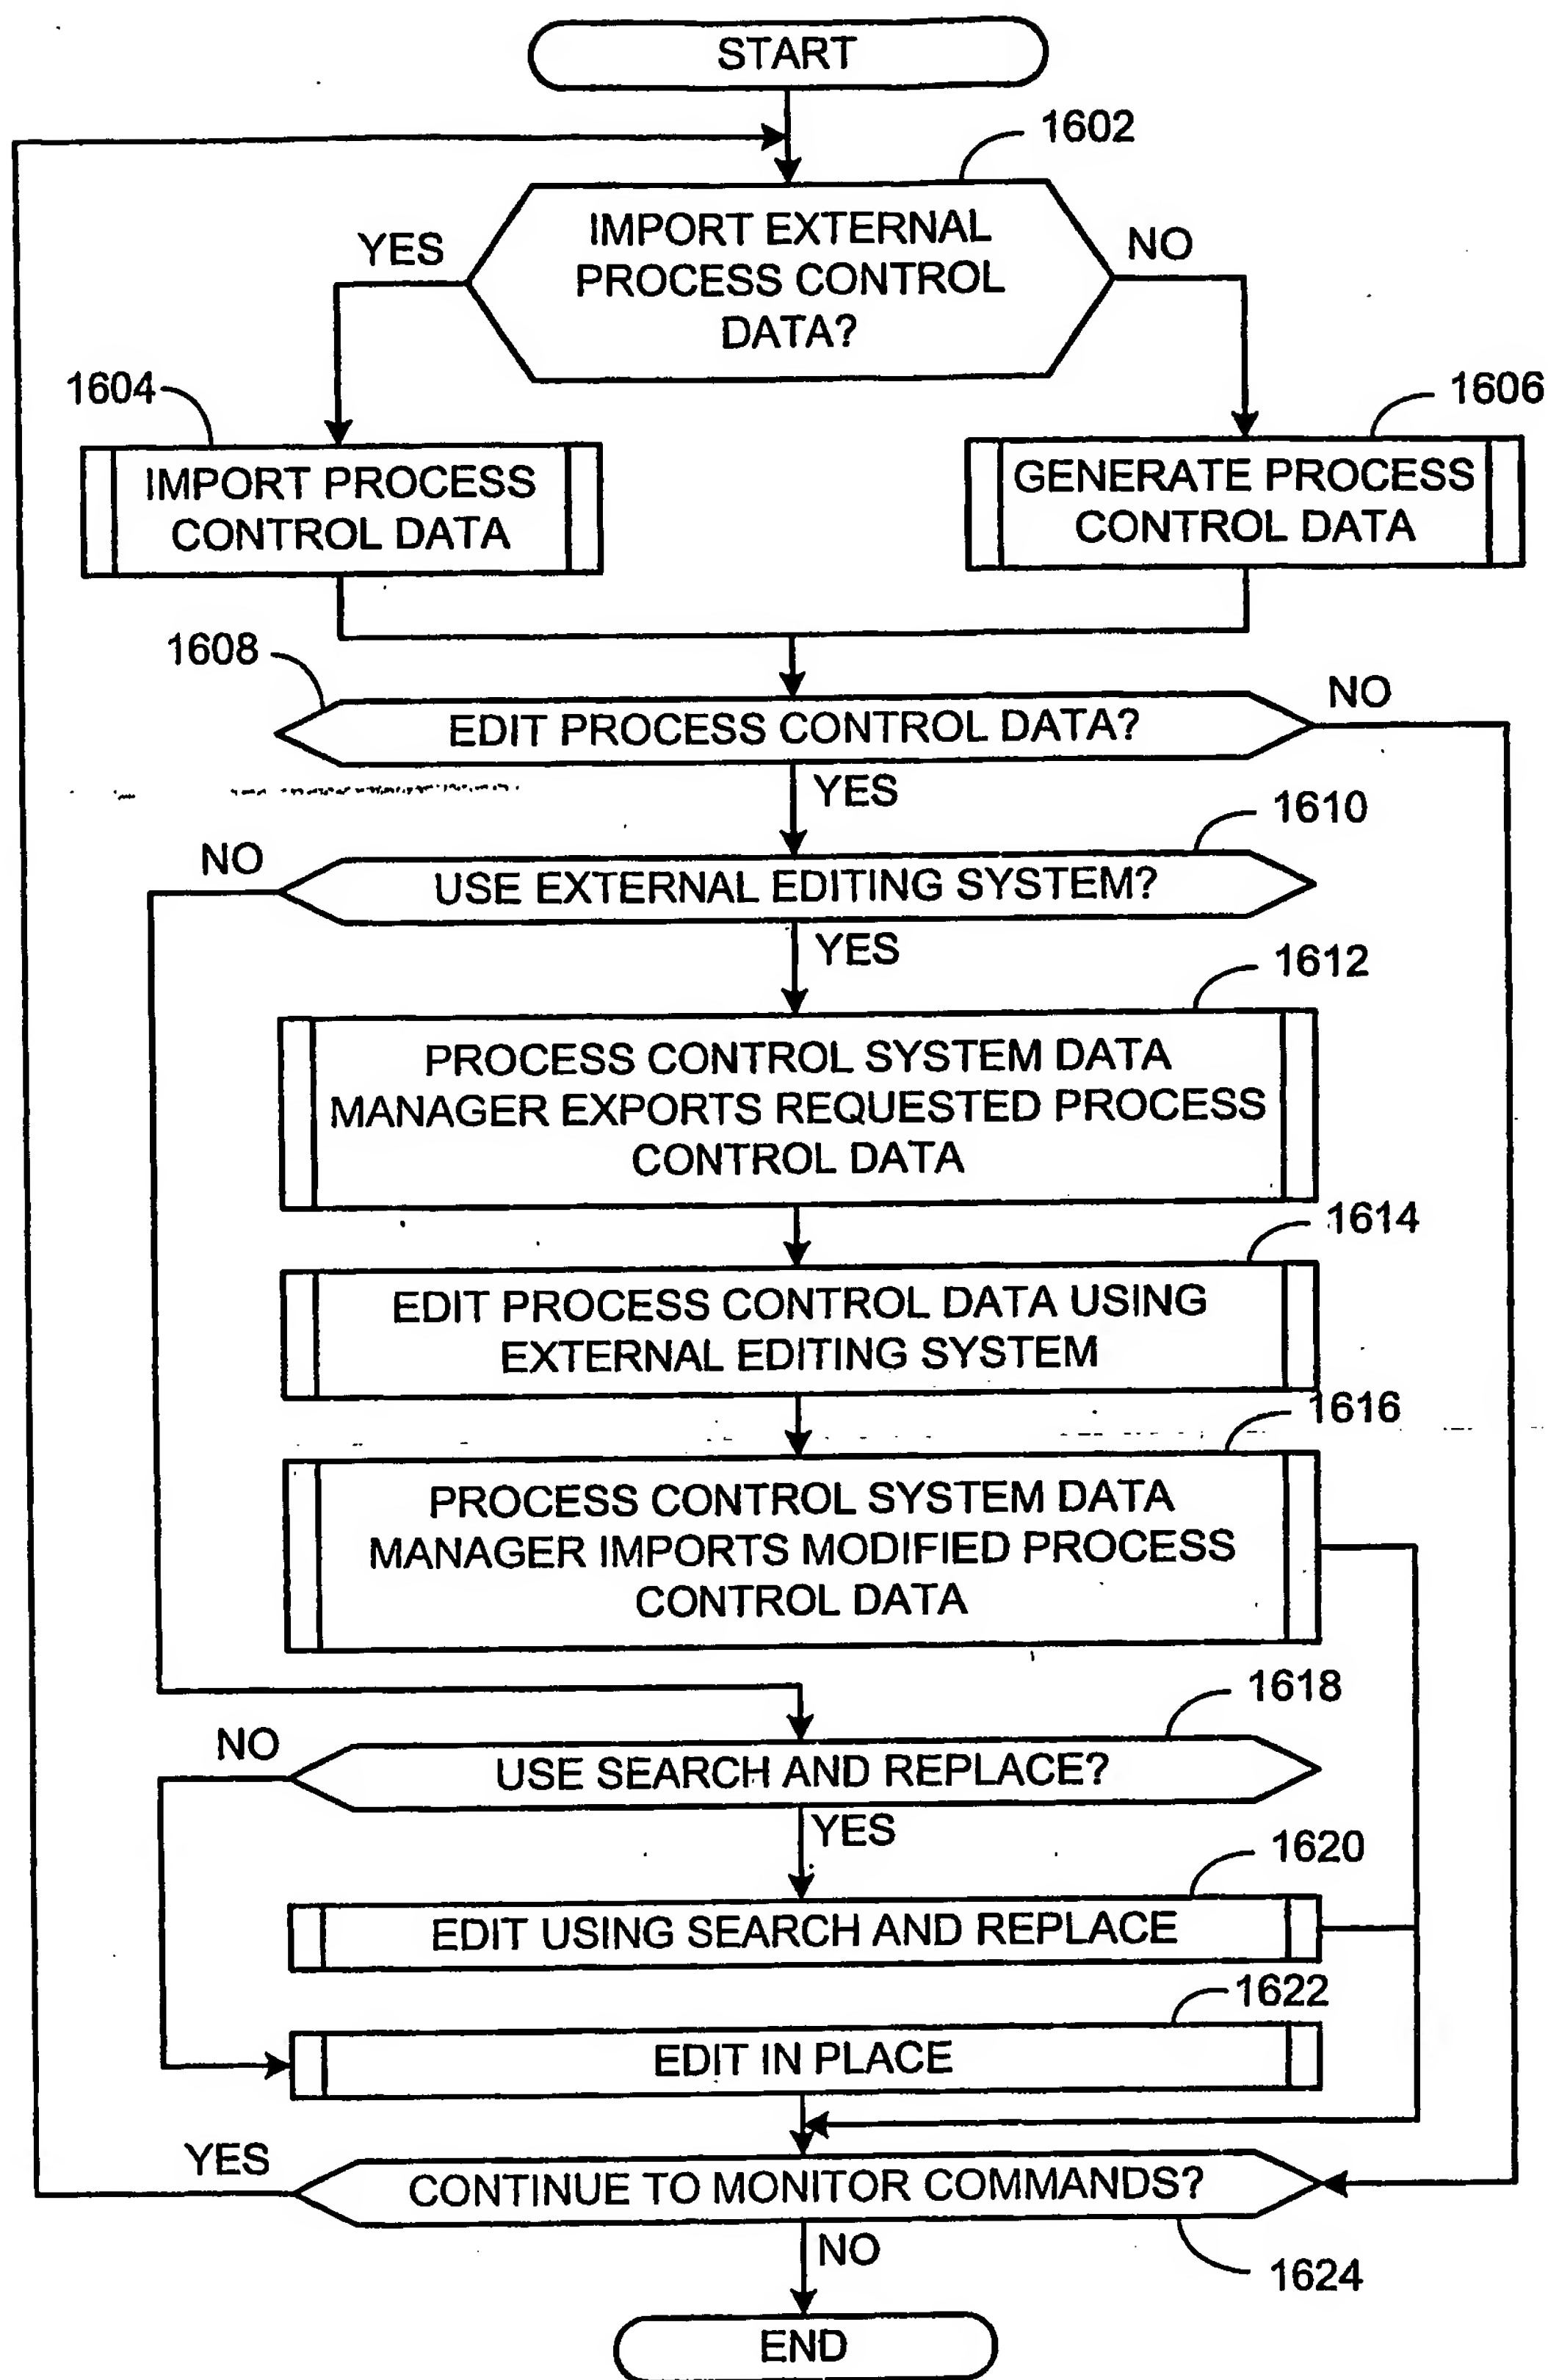 START
1602
IMPORT EXTERNAL
PROCESS CONTROL
DATA?
YES
NO
1604
1606
IMPORT PROCESS
CONTROL DATA
GENERATE PROCESS
CONTROL DATA
1608
EDIT PROCESS CONTROL DATA?
NO
YES
1610
NO
USE EXTERNAL EDITING SYSTEM?
YES
1612
PROCESS CONTROL SYSTEM DATA
MANAGER EXPORTS REQUESTED PROCESS
CONTROL DATA
1614
EDIT PROCESS CONTROL DATA USING
EXTERNAL EDITING SYSTEM
1616
PROCESS CONTROL SYSTEM DATA
MANAGER IMPORTS MODIFIED PROCESS
CONTROL DATA
1618
NO
USE SEARCH AND REPLACE?
YES
1620
EDIT USING SEARCH AND REPLACE
1622
EDIT IN PLACE
YES
CONTINUE TO MONITOR COMMANDS?
NO
1624
END